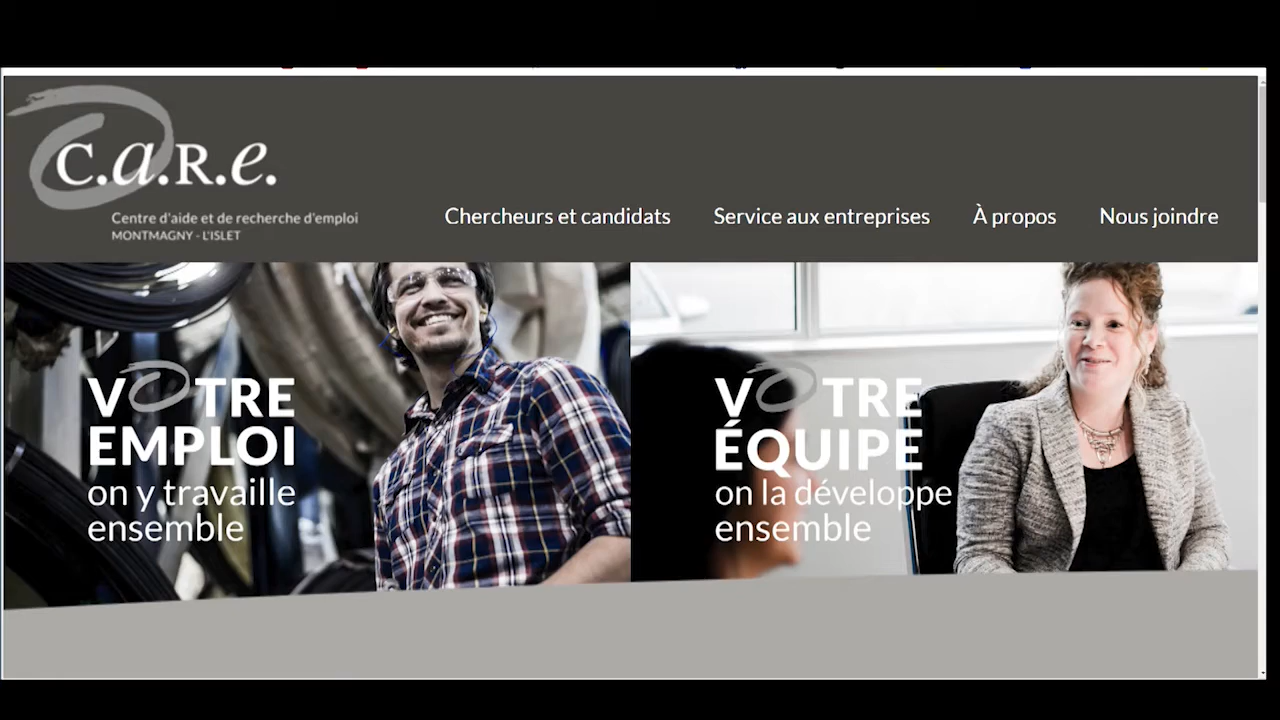 C.a.R.e.
Centre d'aide et de recherche d'emploi
MONTMAGNY - L'ISLET
Chercheurs et candidats
Service aux entreprises
À propos
Nous joindre
VOTRE
EMPLOI
on y travaille
ensemble
VOTRE
ÉQUIPE
on la développe
ensemble